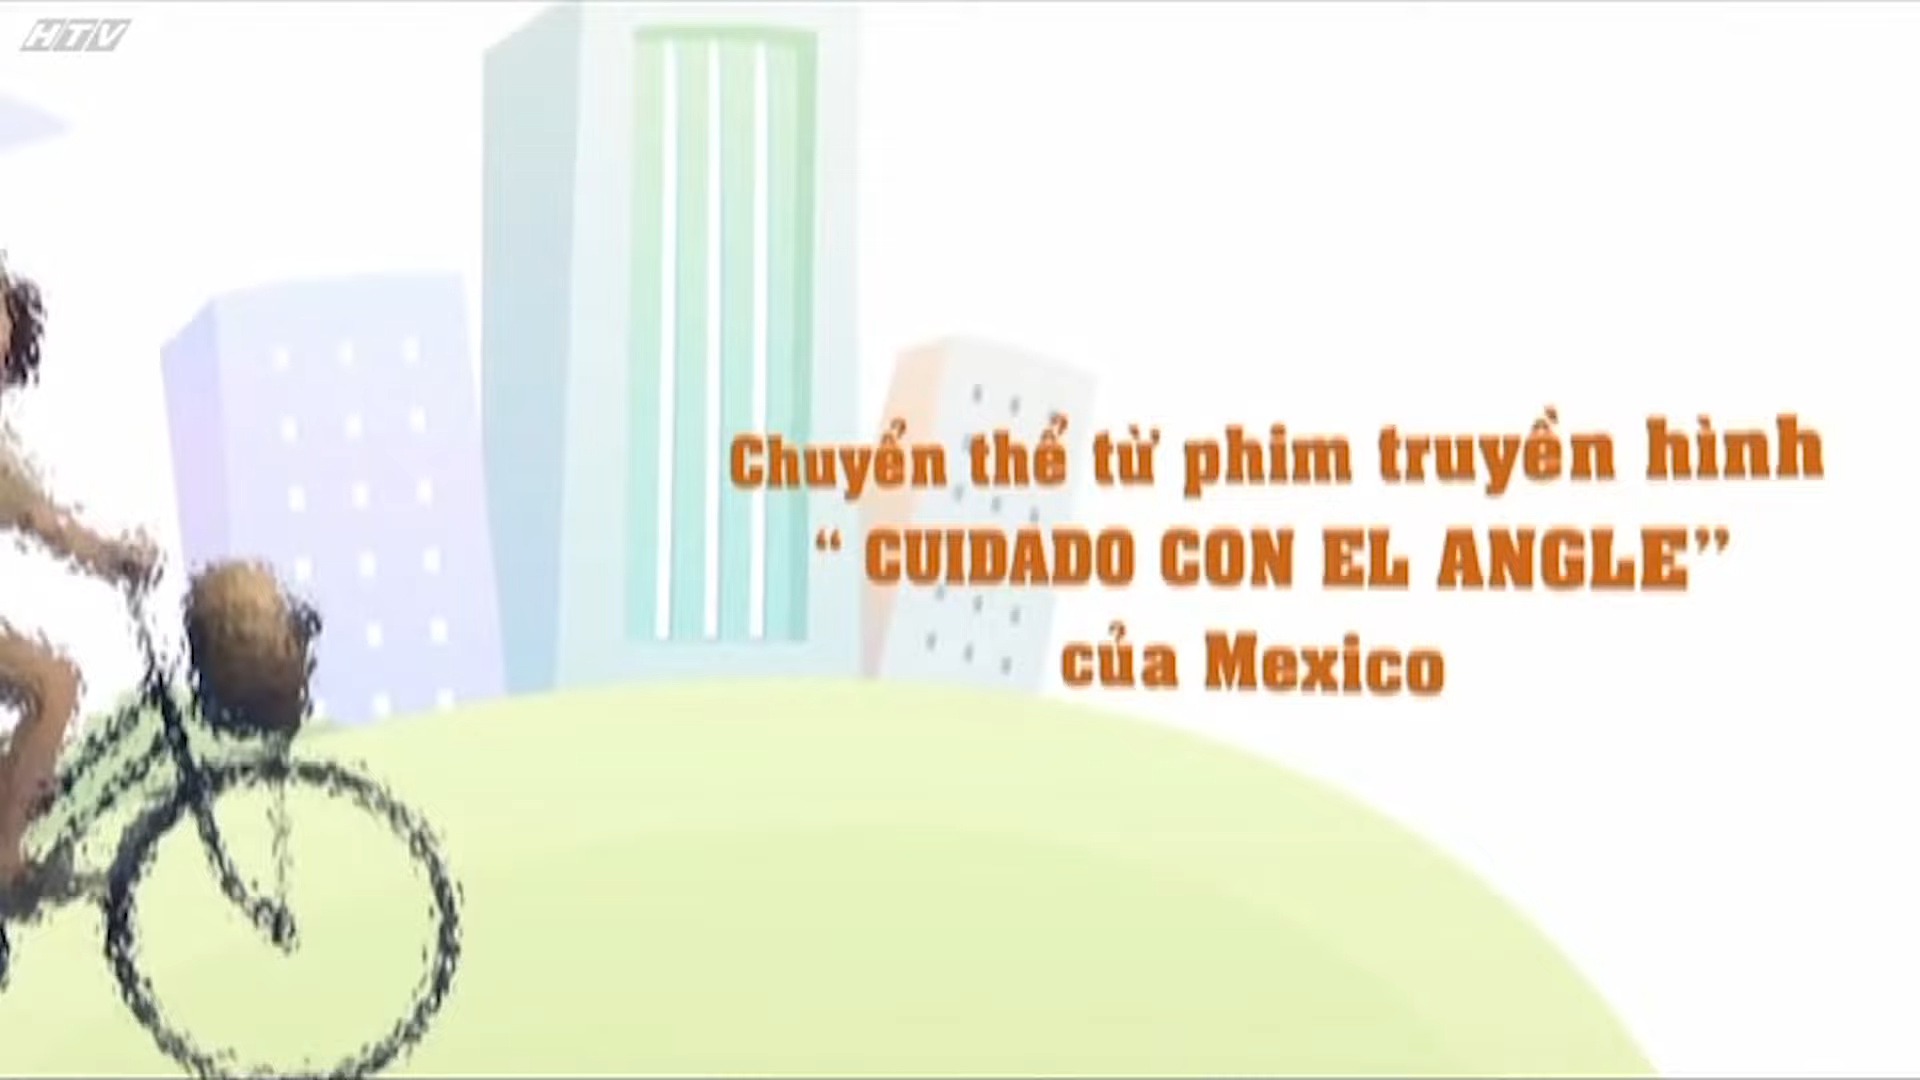 HTV
Chuyển thể từ phim truyền hình
“ CUIDADO CON EL ANGLE”
của Mexico